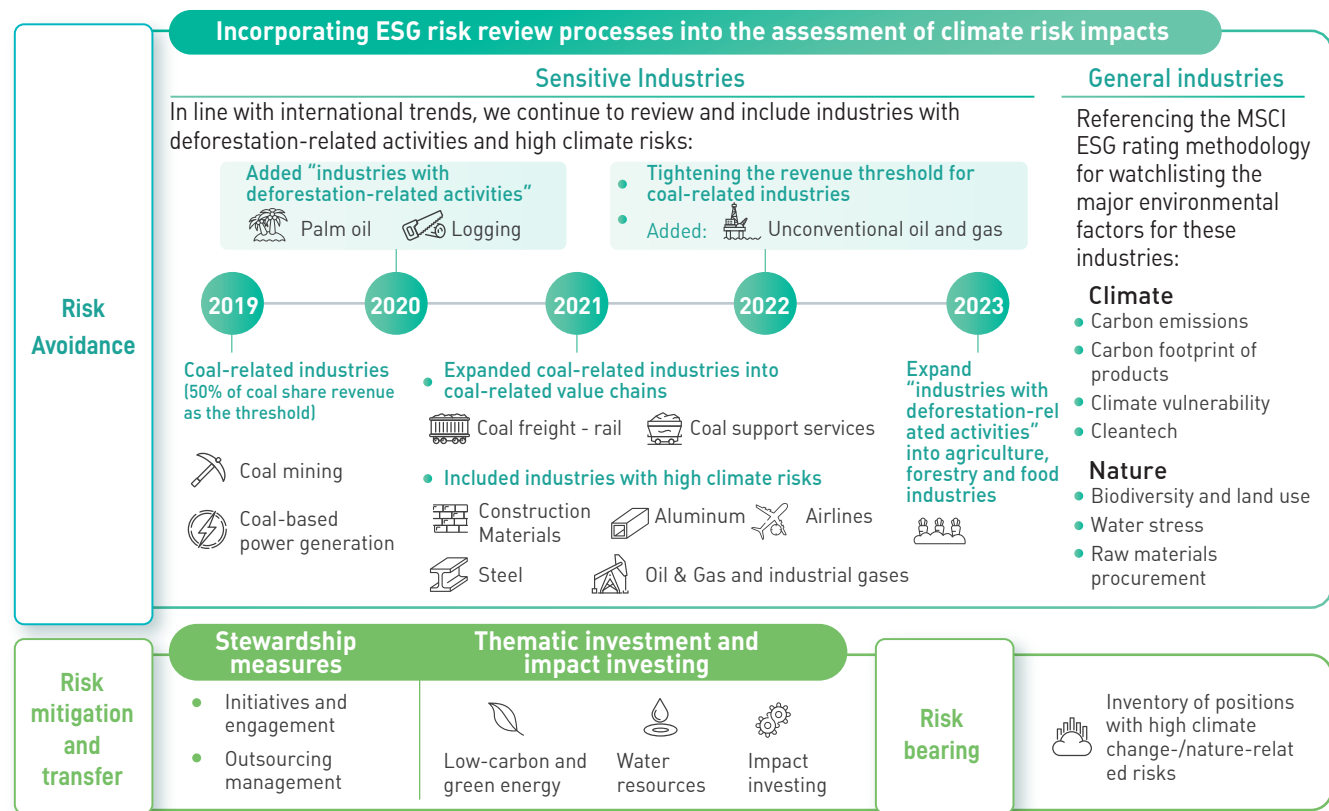 Incorporating ESG risk review processes into the assessment of climate risk impacts
Risk
Avoidance
Sensitive Industries
In line with international trends, we continue to review and include industries with
deforestation-related activities and high climate risks:
Added “industries with
deforestation-related activities”
Palm oil
Logging
Tightening the revenue threshold for
coal-related industries
Added:
Unconventional oil and gas
2019
2020
2021
2022
2023
Coal-related industries
(50% of coal share revenue
as the threshold)
Coal mining
Coal-based
power generation
Expanded coal-related industries into
coal-related value chains
Coal freight - rail
Coal support services
Included industries with high climate risks
Construction
Materials
Aluminum
Airlines
Steel
Oil & Gas and industrial gases
Expand
“industries with
deforestation-rel
ated activities”
into agriculture,
forestry and food
industries
General industries
Referencing the MSCI
ESG rating methodology
for watchlisting the
major environmental
factors for these
industries:
Climate
Carbon emissions
Carbon footprint of
products
Climate vulnerability
Cleantech
Nature
Biodiversity and land use
Water stress
Raw materials
procurement
Risk
mitigation
and
transfer
Stewardship
measures
Initiatives and
engagement
Outsourcing
management
Thematic investment and
impact investing
Low-carbon and
green energy
Water
resources
Impact
investing
Risk
bearing
Inventory of positions
with high climate
change-/nature-relat
ed risks